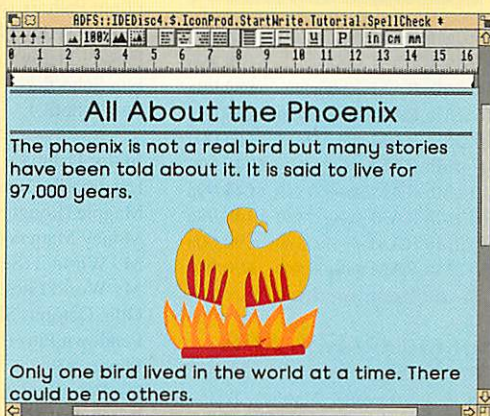 ADFS::IDEDisc4.$.IconProd.StartWrite.Tutorial.SpellCheck *
100% U P in cm mm
0 1 2 3 4 5 6 7 8 9 10 11 12 13 14 15 16
All About the Phoenix
The phoenix is not a real bird but many stories
have been told about it. It is said to live for
97,000 years.
Only one bird lived in the world at a time. There
could be no others.